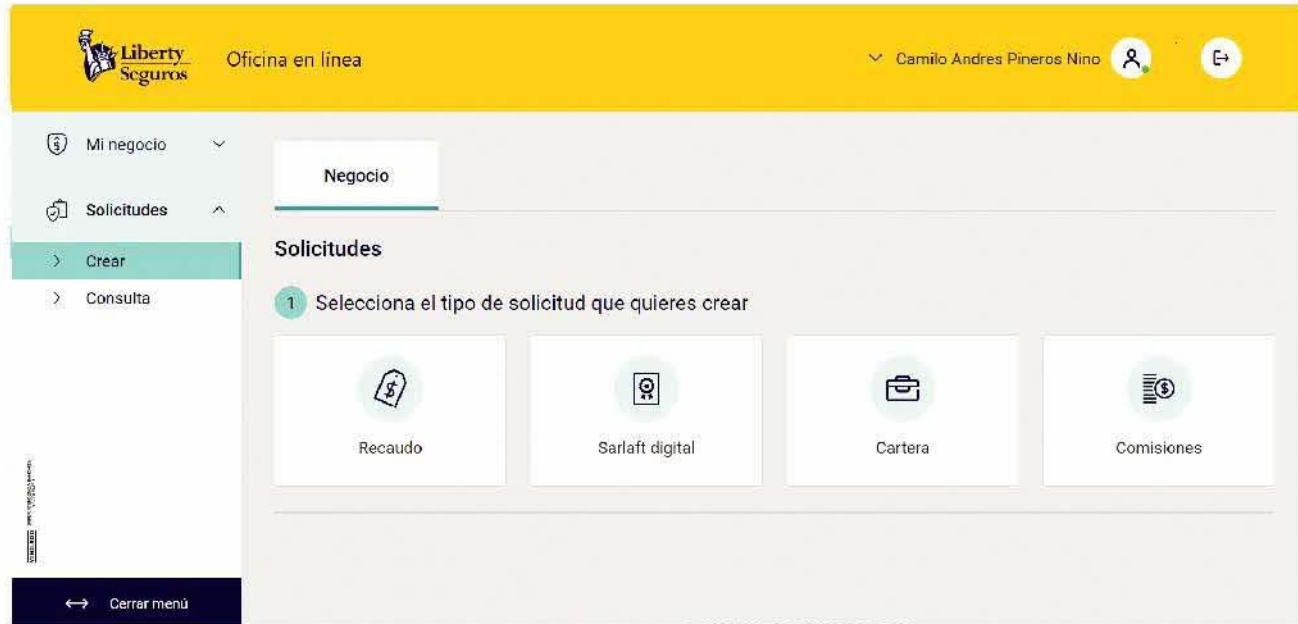 Liberty
Seguros
Oficina en línea
Camilo Andres Pineros Nino
Mi negocio
Negocio
Solicitudes
Solicitudes
Crear
1 Selecciona el tipo de solicitud que quieres crear
Consulta
Recaudo
Sarlaft digital
Cartera
Comisiones
Cerrar menú